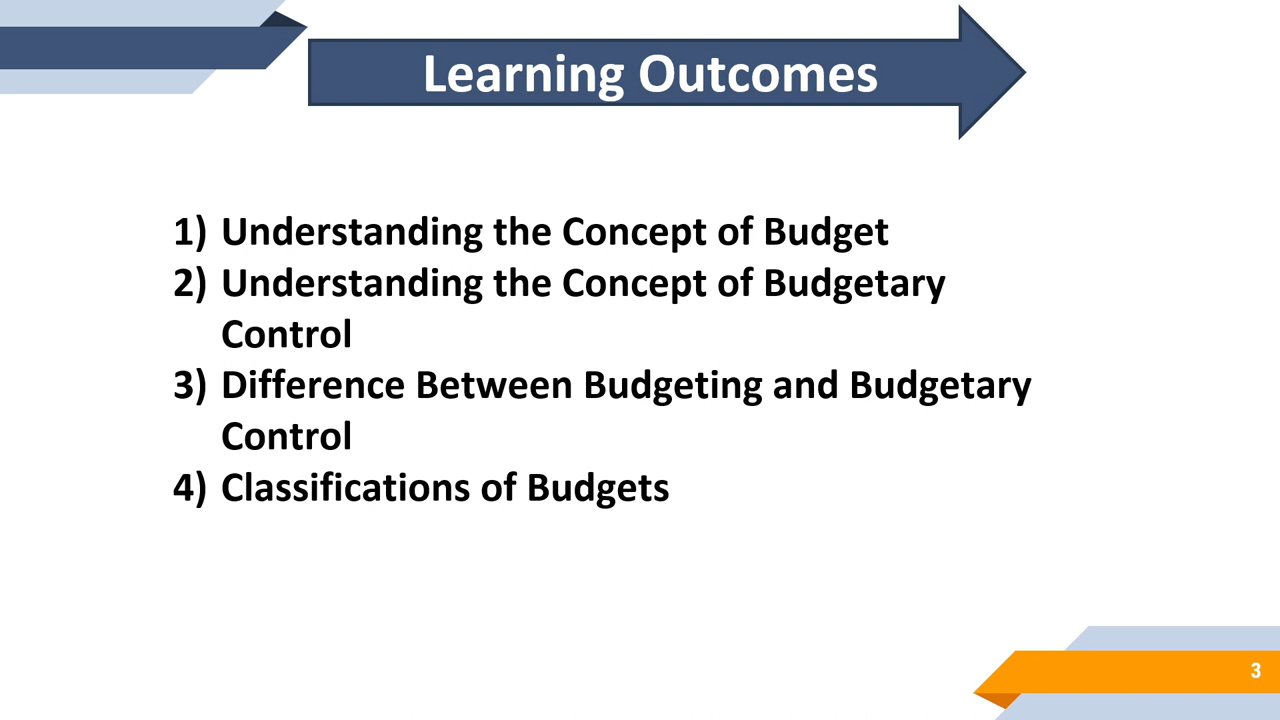 Learning Outcomes
1) Understanding the Concept of Budget
2) Understanding the Concept of Budgetary
Control
3) Difference Between Budgeting and Budgetary
Control
4) Classifications of Budgets
3